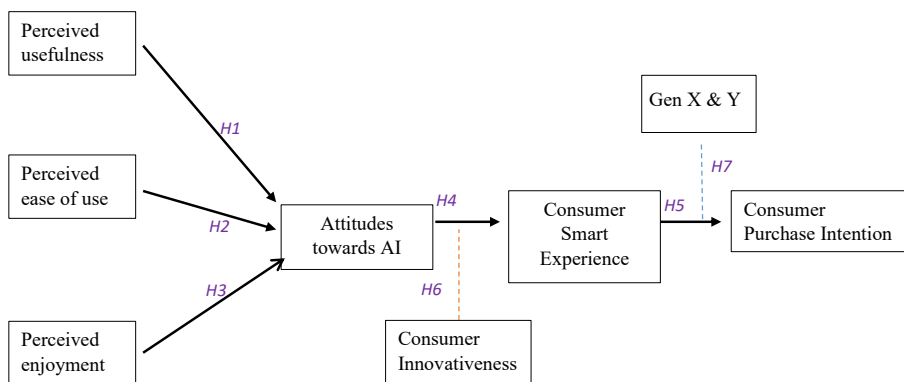 Perceived
usefulness
H1
Gen X & Y
H7
Perceived
ease of use
H2
Attitudes
towards AI
H4
Consumer
Smart
Experience
H5
Consumer
Purchase Intention
H3
H6
Perceived
enjoyment
Consumer
Innovativeness